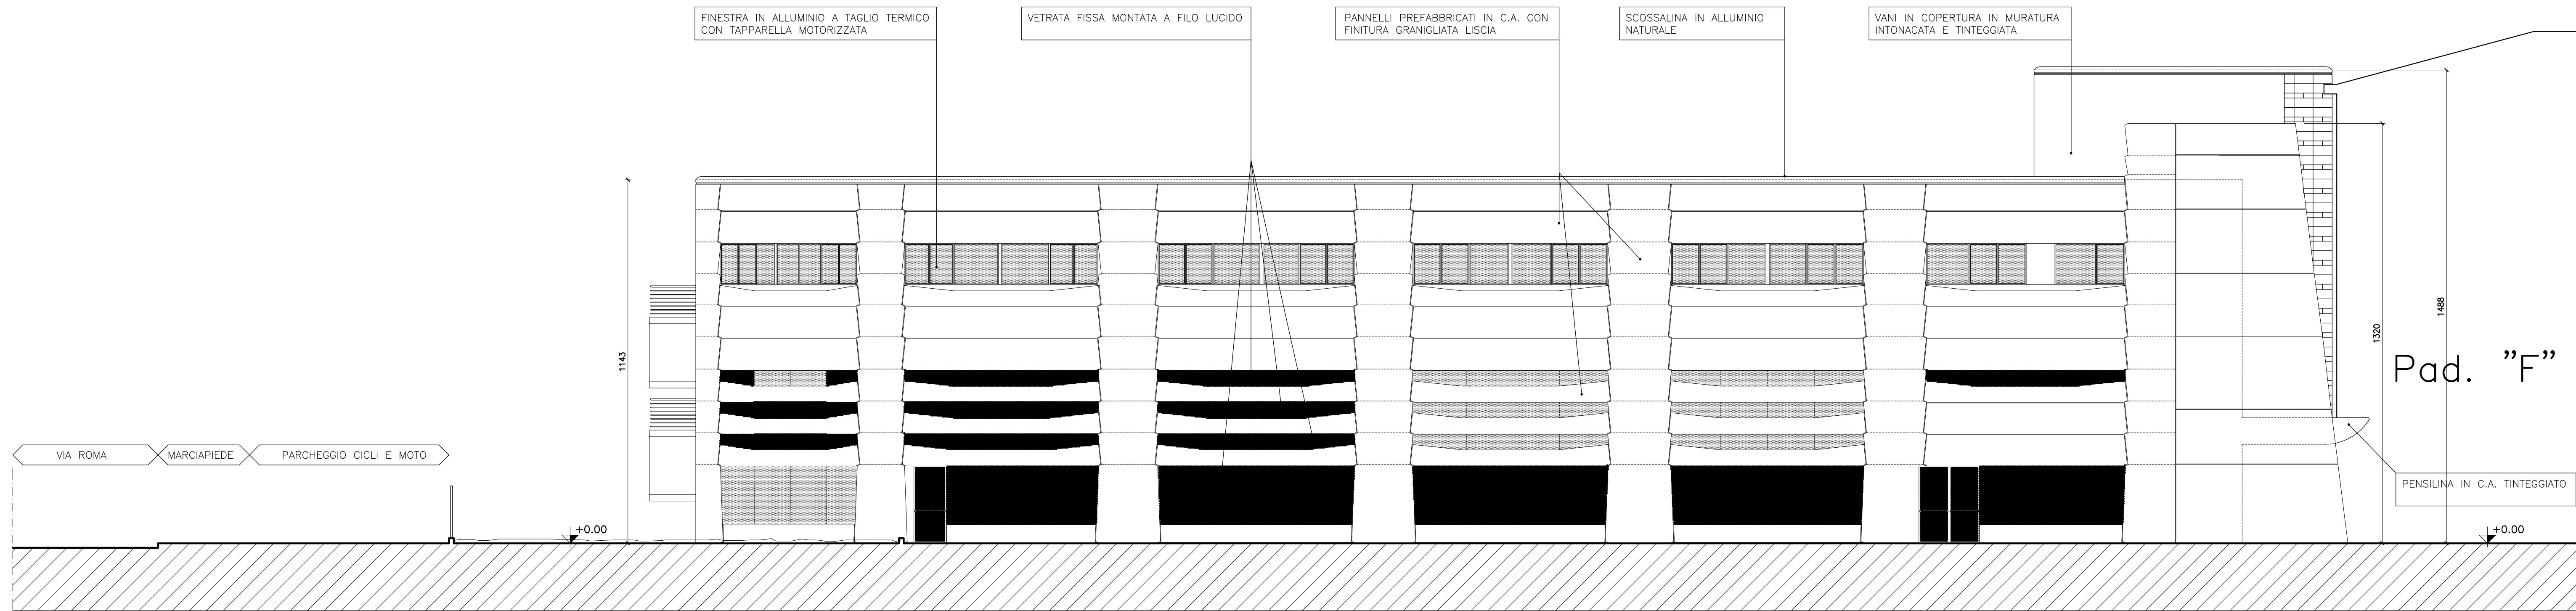 FINESTRA IN ALLUMINIO A TAGLIO TERMICO
CON TAPPARELLA MOTORIZZATA
VETRATA FISSA MONTATA A FILO LUCIDO
PANNELLI PREFABBRICATI IN C.A. CON
FINITURA GRANIGLIATA LISCIA
SCOSSALINA IN ALLUMINIO
NATURALE
VANI IN COPERTURA IN MURATURA
INTONACATA E TINTEGGIATA
1143
1488
1320
Pad. "F"
VIA ROMA
MARCIAPIEDE
PARCHEGGIO CICLI E MOTO
PENSILINA IN C.A. TINTEGGIATO
+0.00
+0.00